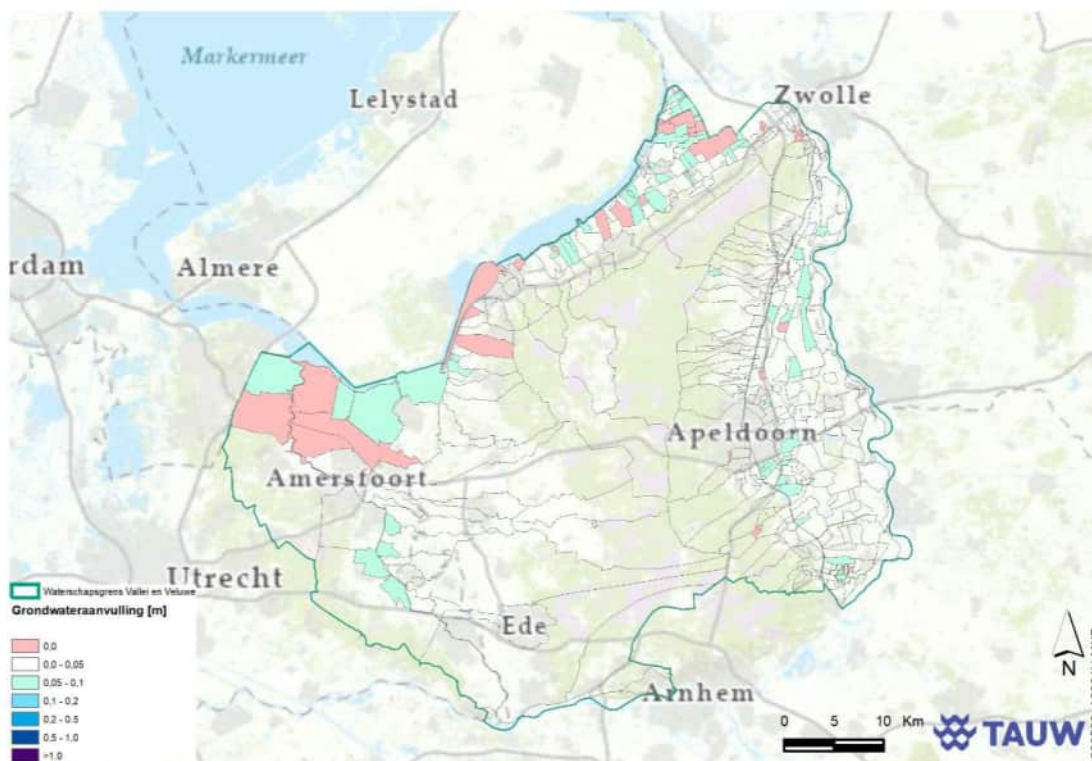 Markermeer
Lelystad
Zwolle
rdam
Almere
Apeldoorn
Amersfoort
Utrecht
Ede
Arnhem
Waterschapsgrens Vallei en Veluwe
Grondwateraanvulling [m]
0,0
0,0 - 0,05
0,05 - 0,1
0,1 - 0,2
0,2 - 0,5
0,5 - 1,0
>1.0
N
0 5 10 Km
TAUW